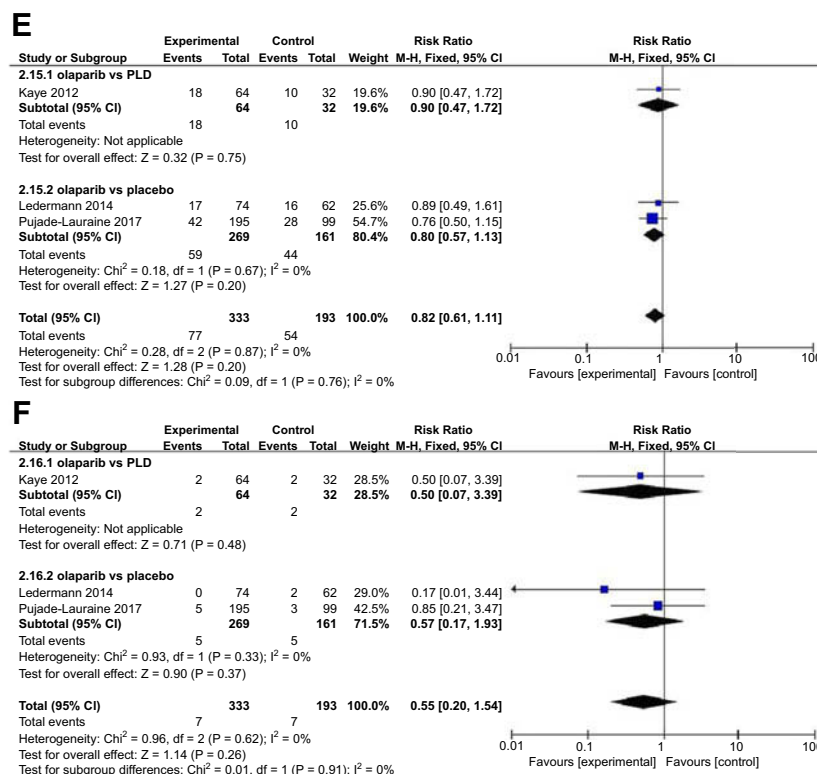 E
Experimental Control Risk Ratio Risk Ratio
Study or Subgroup Events Total Events Total Weight M-H, Fixed, 95% CI M-H, Fixed, 95% CI
2.15.1 olaparib vs PLD
Kaye 2012 18 64 10 32 19.6% 0.90 [0.47, 1.72]
Subtotal (95% CI) 64 32 19.6% 0.90 [0.47, 1.72]
Total events 18 10
Heterogeneity: Not applicable
Test for overall effect: Z = 0.32 (P = 0.75)
2.15.2 olaparib vs placebo
Ledermann 2014 17 74 16 62 25.6% 0.89 [0.49, 1.61]
Pujade-Lauraine 2017 42 195 28 99 54.7% 0.76 [0.50, 1.15]
Subtotal (95% CI) 269 161 80.4% 0.80 [0.57, 1.13]
Total events 59 44
Heterogeneity: Chi² = 0.18, df = 1 (P = 0.67); I² = 0%
Test for overall effect: Z = 1.27 (P = 0.20)
Total (95% CI) 333 193 100.0% 0.82 [0.61, 1.11]
Total events 77 54
Heterogeneity: Chi² = 0.28, df = 2 (P = 0.87); I² = 0%
Test for overall effect: Z = 1.28 (P = 0.20)
Test for subgroup differences: Chi² = 0.09, df = 1 (P = 0.76); I² = 0%
0.01 0.1 1 10 100
Favours [experimental] Favours [control]
F
Experimental Control Risk Ratio Risk Ratio
Study or Subgroup Events Total Events Total Weight M-H, Fixed, 95% CI M-H, Fixed, 95% CI
2.16.1 olaparib vs PLD
Kaye 2012 2 64 2 32 28.5% 0.50 [0.07, 3.39]
Subtotal (95% CI) 64 32 28.5% 0.50 [0.07, 3.39]
Total events 2 2
Heterogeneity: Not applicable
Test for overall effect: Z = 0.71 (P = 0.48)
2.16.2 olaparib vs placebo
Ledermann 2014 0 74 2 62 29.0% 0.17 [0.01, 3.44]
Pujade-Lauraine 2017 5 195 3 99 42.5% 0.85 [0.21, 3.47]
Subtotal (95% CI) 269 161 71.5% 0.57 [0.17, 1.93]
Total events 5 5
Heterogeneity: Chi² = 0.93, df = 1 (P = 0.33); I² = 0%
Test for overall effect: Z = 0.90 (P = 0.37)
Total (95% CI) 333 193 100.0% 0.55 [0.20, 1.54]
Total events 7 7
Heterogeneity: Chi² = 0.96, df = 2 (P = 0.62); I² = 0%
Test for overall effect: Z = 1.14 (P = 0.26)
Test for subgroup differences: Chi² = 0.01, df = 1 (P = 0.91); I² = 0%
0.01 0.1 1 10 100
Favours [experimental] Favours [control]